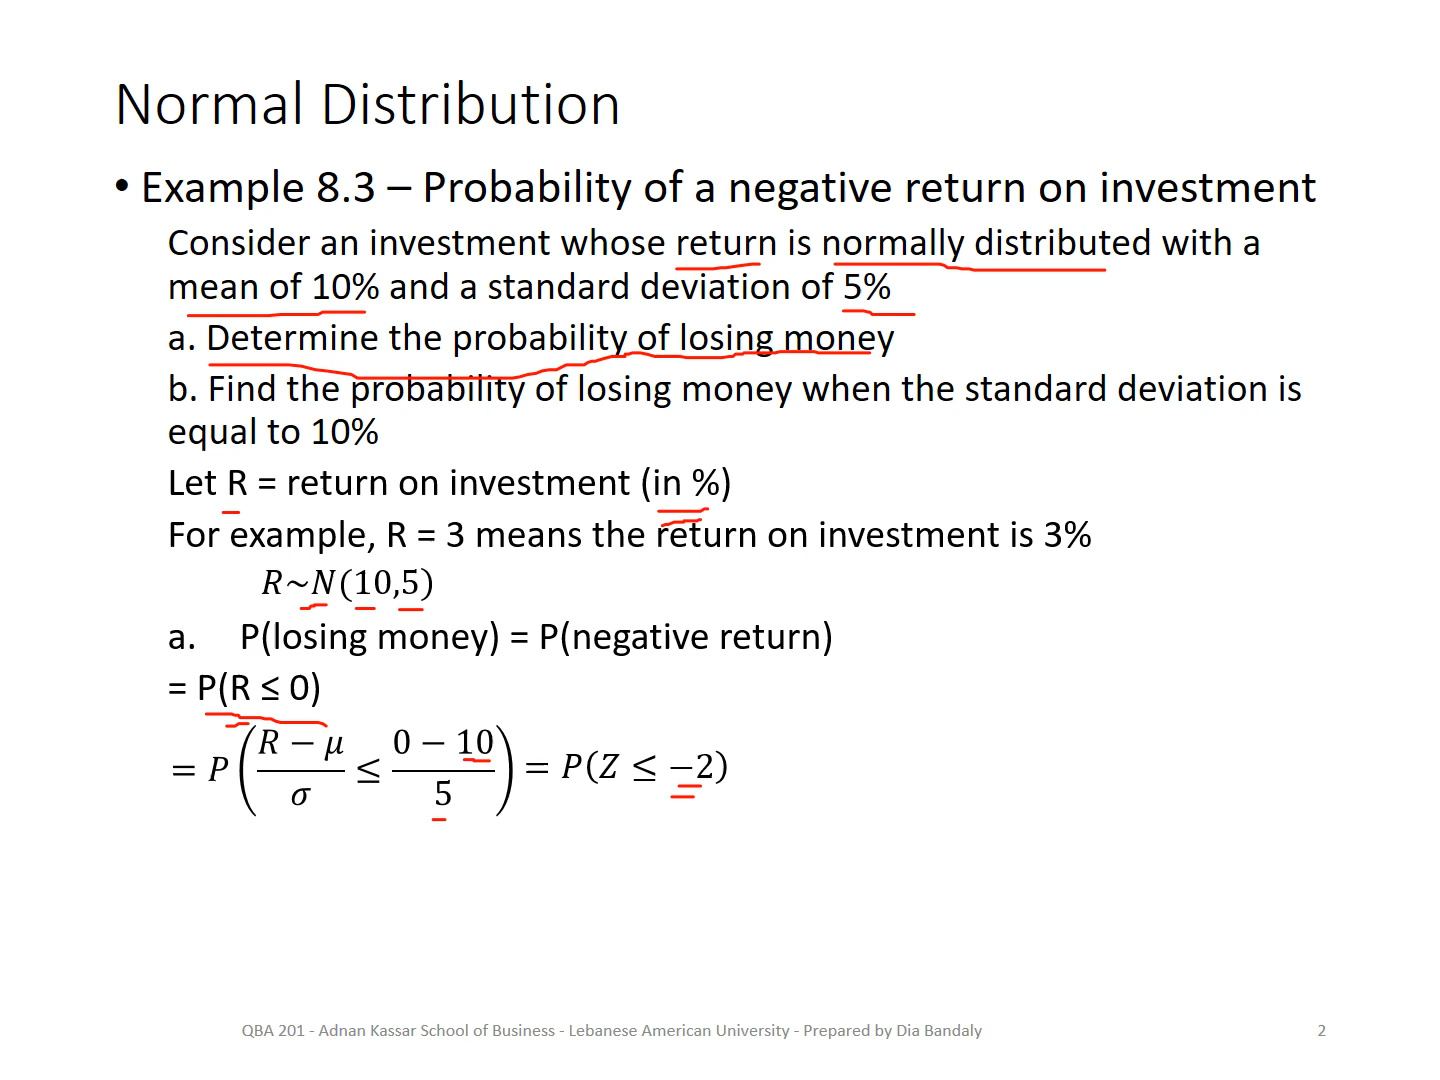 Normal Distribution
• Example 8.3 – Probability of a negative return on investment
Consider an investment whose return is normally distributed with a
mean of 10% and a standard deviation of 5%
a. Determine the probability of losing money
b. Find the probability of losing money when the standard deviation is
equal to 10%
Let R = return on investment (in %)
For example, R = 3 means the return on investment is 3%
R~N(10,5)
a. P(losing money) = P(negative return)
= P(R ≤ 0)
= P((R − μ)/σ ≤ (0 − 10)/5) = P(Z ≤ −2)
QBA 201 - Adnan Kassar School of Business - Lebanese American University - Prepared by Dia Bandaly
2